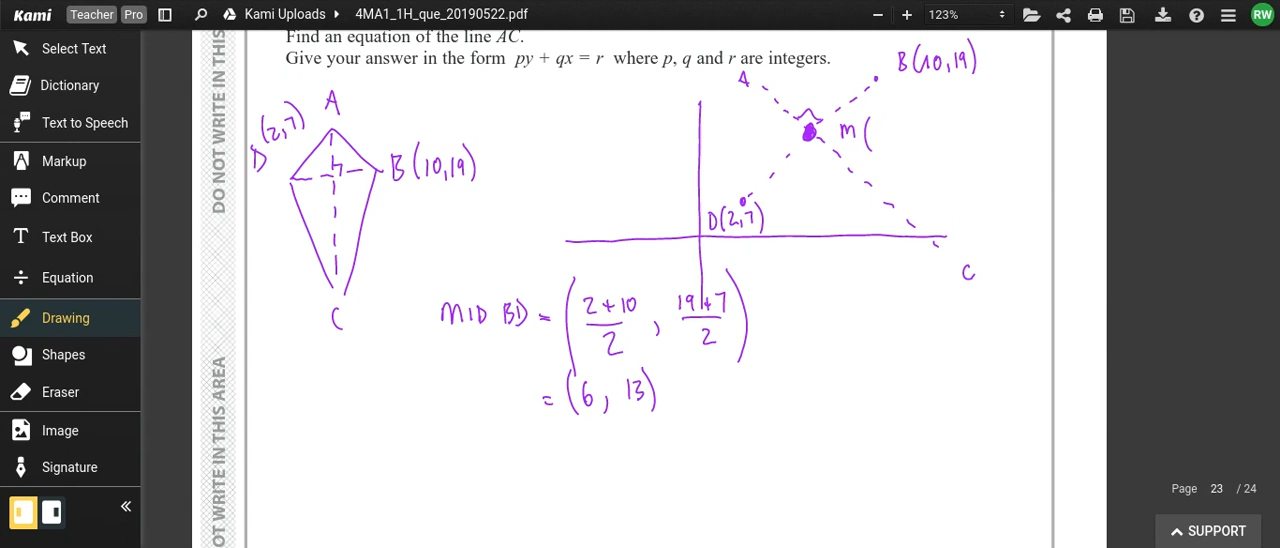 Kami Teacher Pro Kami Uploads > 4MA1_1H_que_20190522.pdf − + 123% RW
Select Text
Dictionary
Text to Speech
Markup
Comment
Text Box
Equation
Drawing
Shapes
Eraser
Image
Signature
DO NOT WRITE IN THIS
OT WRITE IN THIS AREA
Find an equation of the line AC.
Give your answer in the form py + qx = r where p, q and r are integers.
A
D (2,7)
B (10,19)
C
A
B (10,19)
M (
D(2,7)
C
MID BD = (2+10/2, 19+7/2)
= (6, 13)
Page 23 / 24
SUPPORT